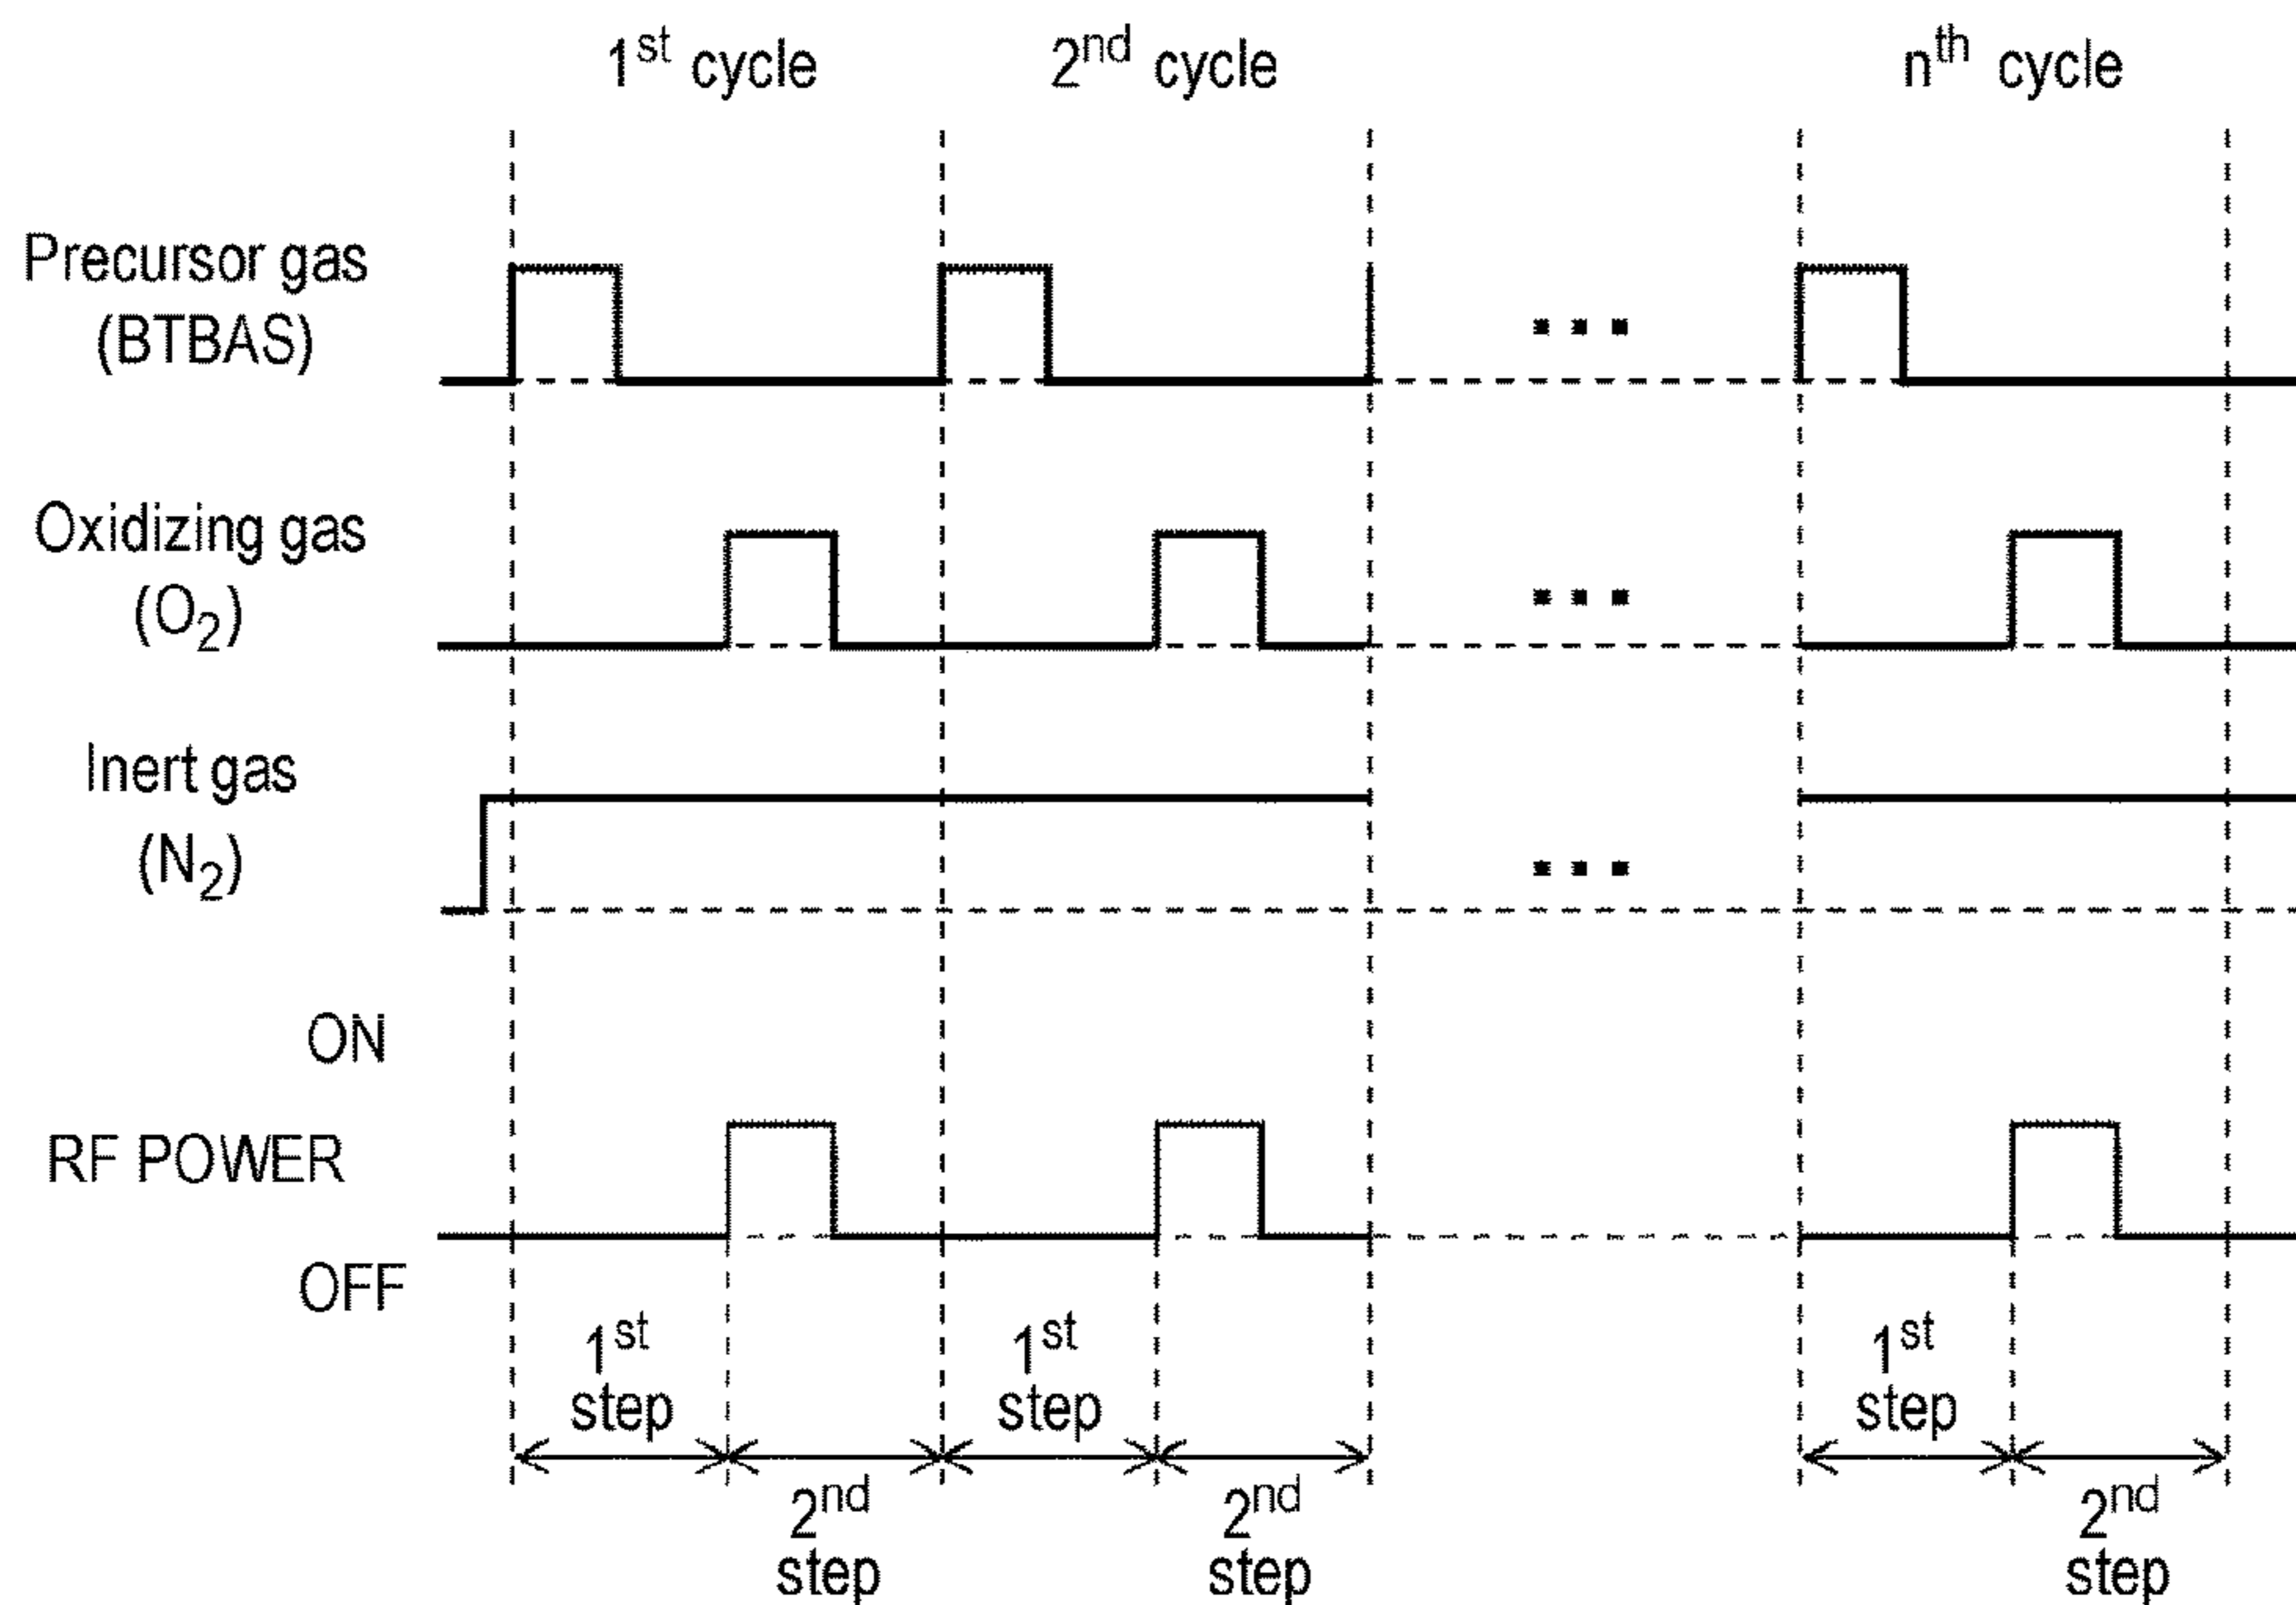 1st cycle 2nd cycle nth cycle
Precursor gas
(BTBAS)
...
Oxidizing gas
(O2)
...
Inert gas
(N2)
...
ON
RF POWER
OFF
1st 1st 1st
step step step
2nd 2nd 2nd
step step step